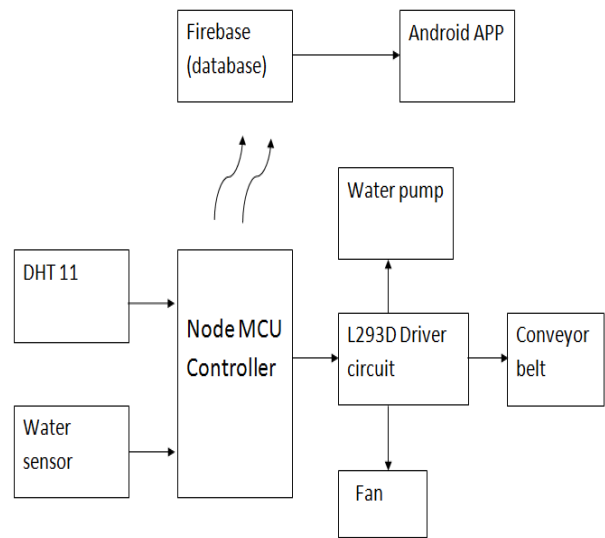 Firebase
(database)
Android APP
Water pump
DHT 11
Node MCU
Controller
L293D Driver
circuit
Conveyor
belt
Water
sensor
Fan